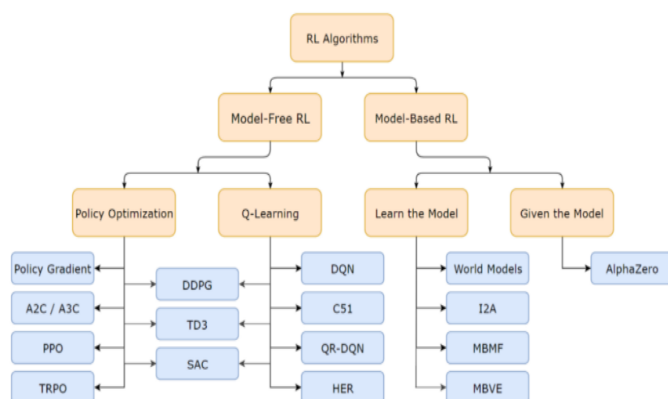 RL Algorithms
Model-Free RL
Model-Based RL
Policy Optimization
Q-Learning
Learn the Model
Given the Model
Policy Gradient
DDPG
DQN
World Models
AlphaZero
A2C / A3C
TD3
C51
I2A
PPO
SAC
QR-DQN
MBMF
TRPO
HER
MBVE